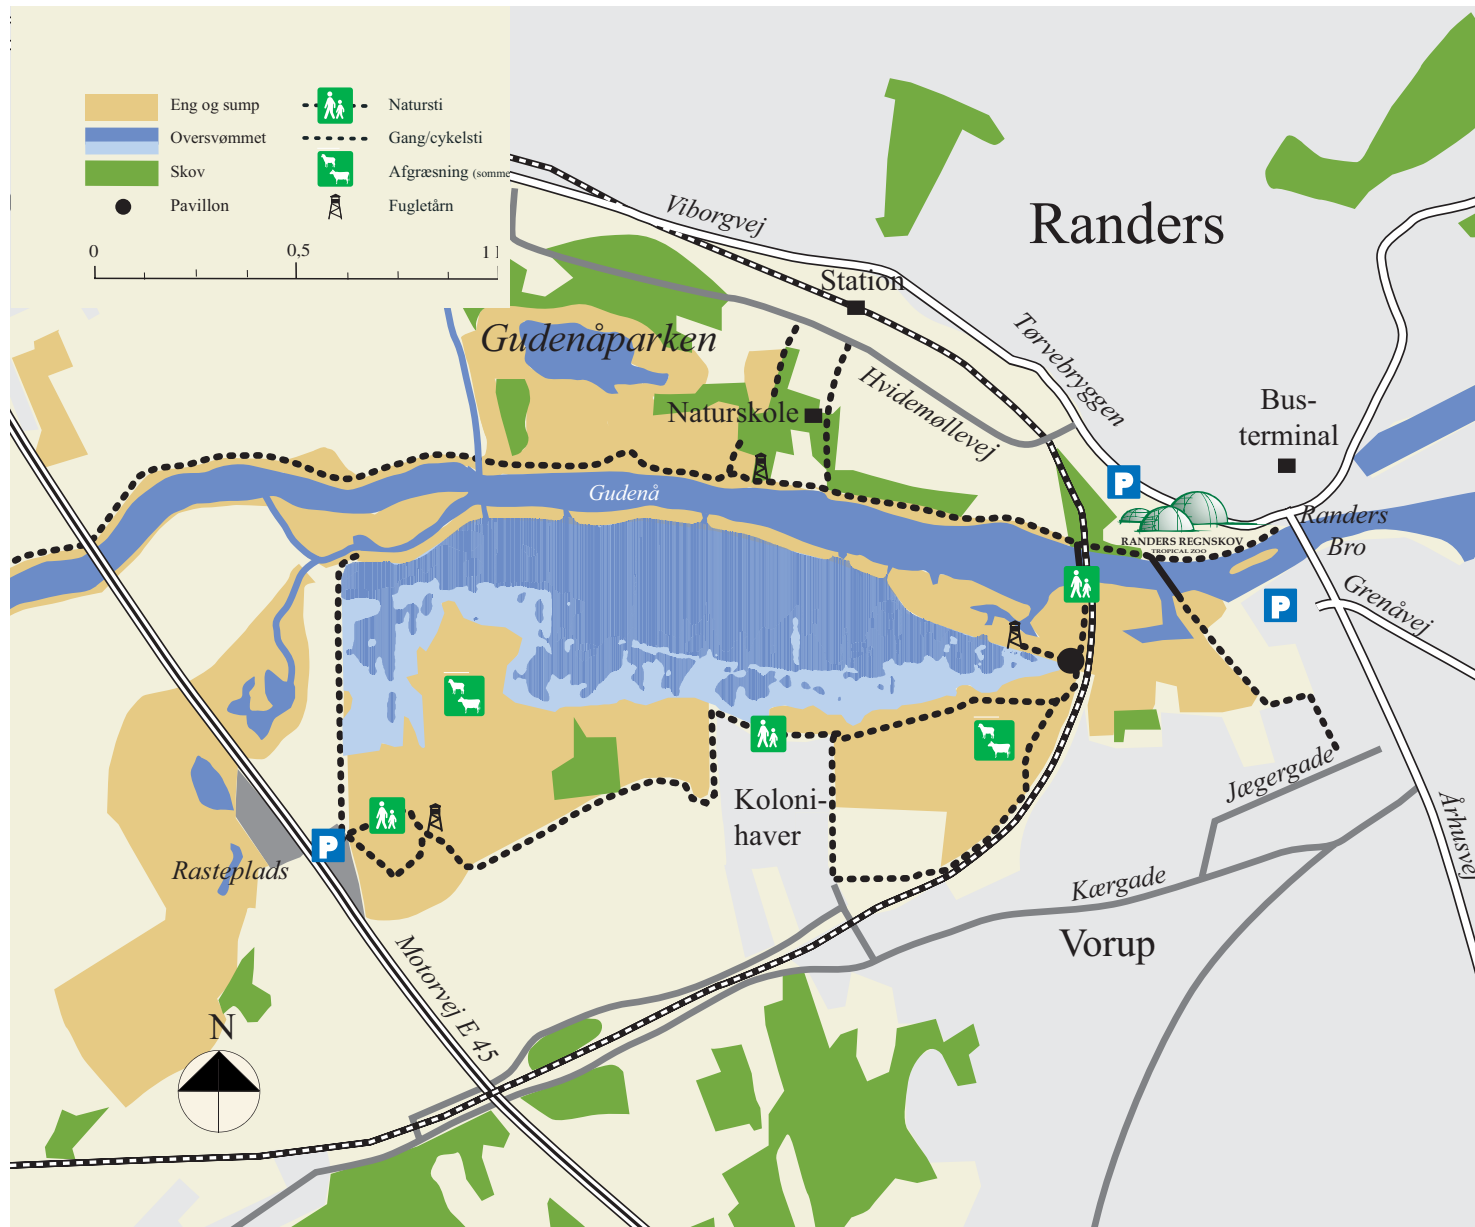 Eng og sump
Natursti
Oversvømmet
Gang/cykelsti
Skov
Afgræsning (somme
Pavillon
Fugletårn
0
0,5
1
Viborgvej
Randers
Station
Gudenåparken
Tørvebryggen
Hvidemøllevej
Naturskole
Bus-
terminal
P
Gudenå
RANDERS REGNSKOV
TROPICAL ZOO
Randers
Bro
Grenåvej
P
Koloni-
haver
Jægergade
Århusvej
P
Rasteplads
Kærgade
Vorup
Motorvej E 45
N